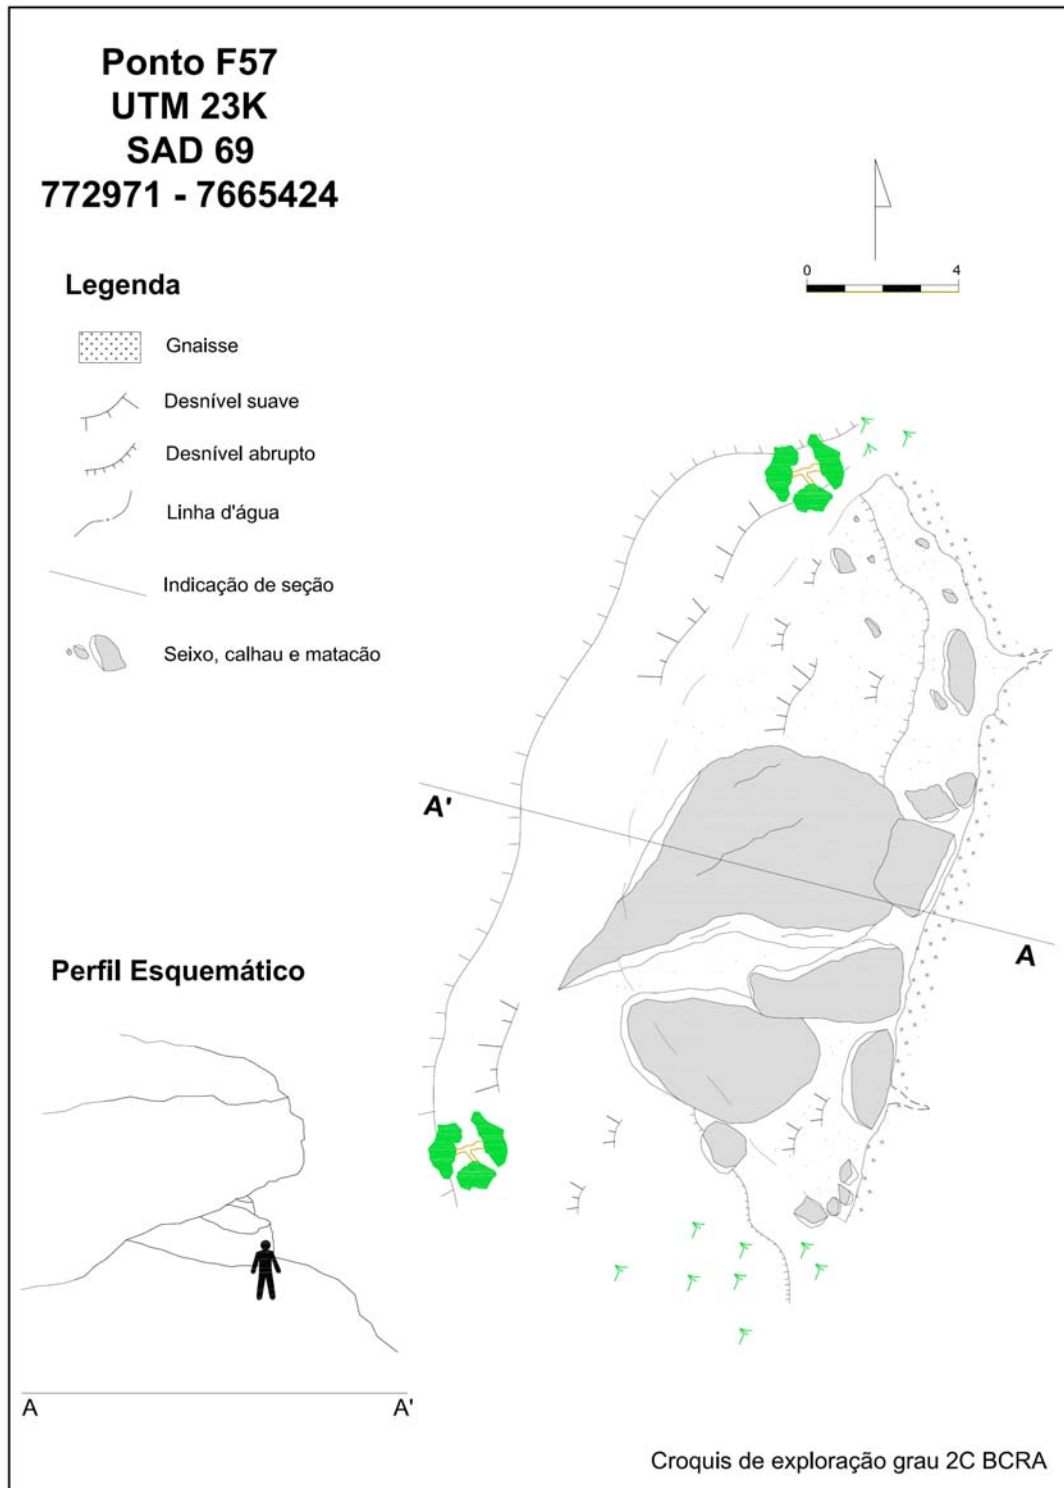 Ponto F57
UTM 23K
SAD 69
772971 - 7665424
0 4
Legenda
Gnaisse
Desnível suave
Desnível abrupto
Linha d'água
Indicação de seção
Seixo, calhau e matacão
A'
A
Perfil Esquemático
A A'
Croquis de exploração grau 2C BCRA